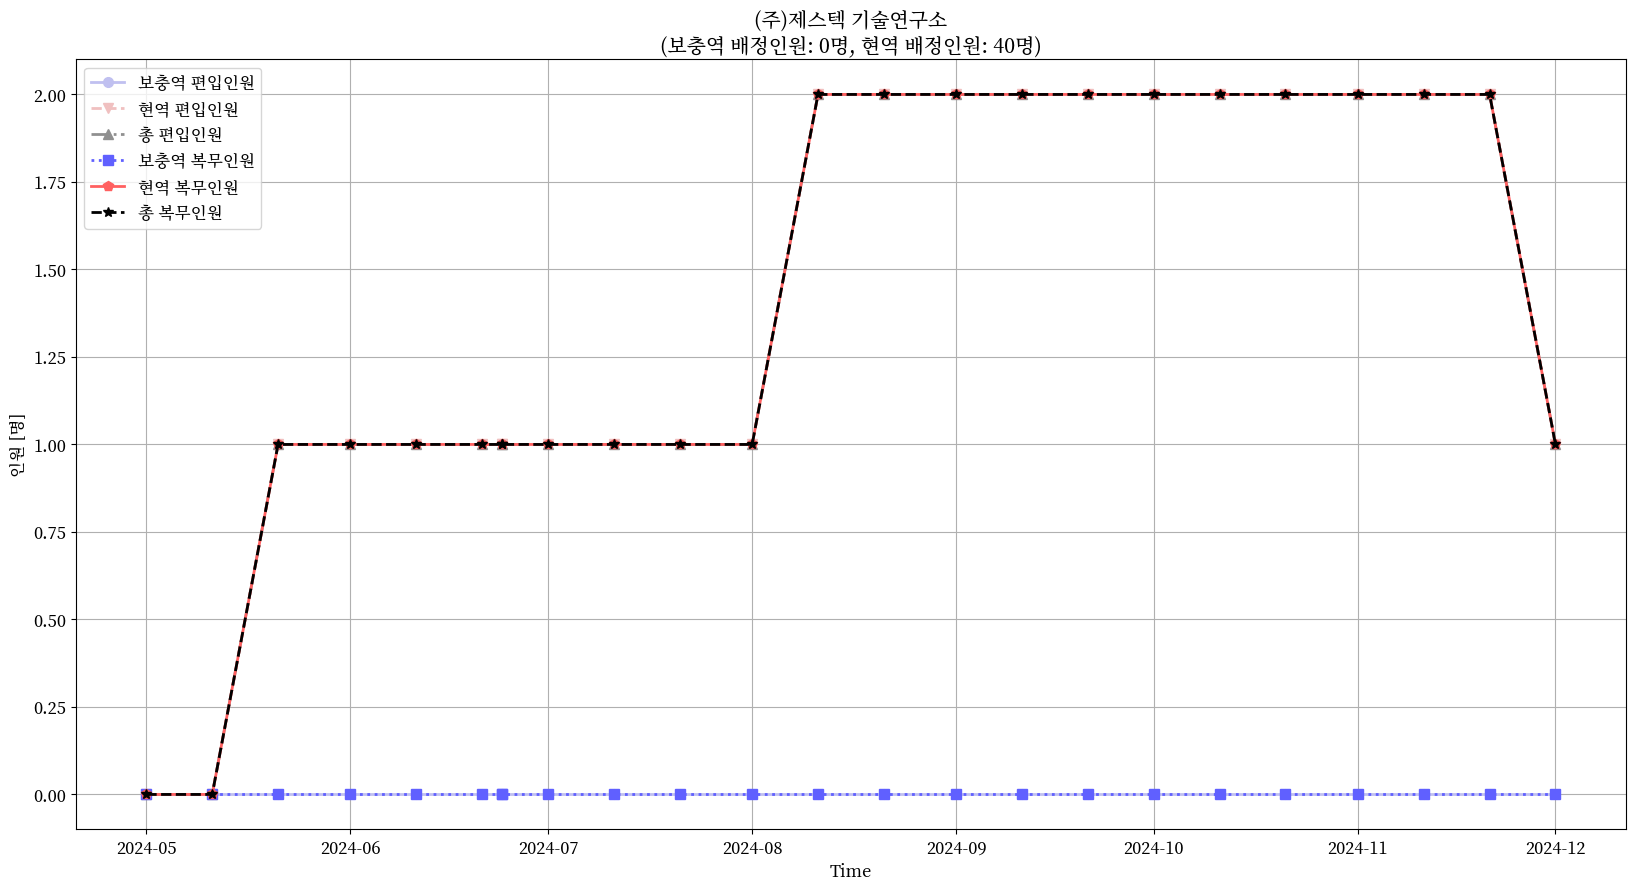 (주)제스텍 기술연구소
(보충역 배정인원: 0명, 현역 배정인원: 40명)
보충역 편입인원
현역 편입인원
총 편입인원
보충역 복무인원
현역 복무인원
총 복무인원
2.00
1.75
1.50
1.25
1.00
0.75
0.50
0.25
0.00
인원 [명]
2024-05 2024-06 2024-07 2024-08 2024-09 2024-10 2024-11 2024-12
Time